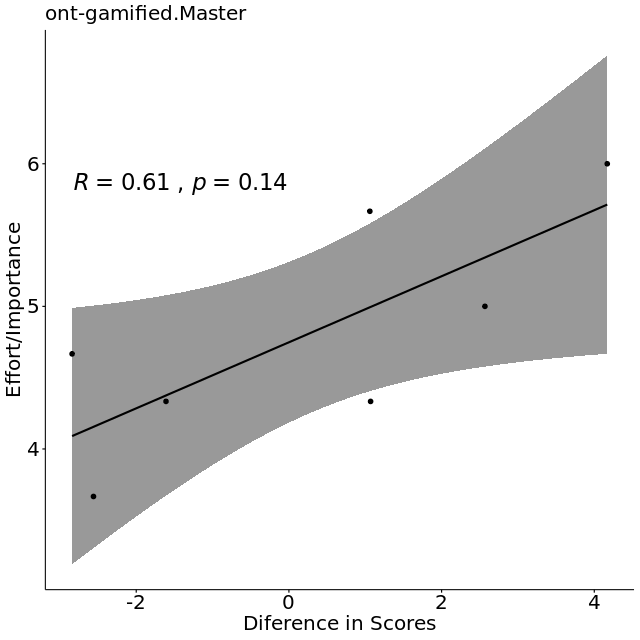 ont-gamified.Master
R = 0.61 , p = 0.14
Effort/Importance
6
5
4
-2 0 2 4
Diference in Scores